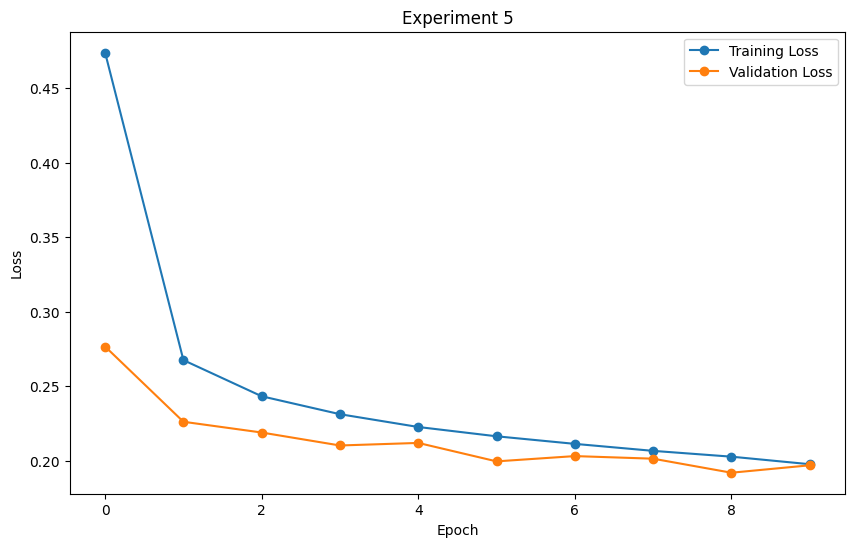 Experiment 5
Training Loss
Validation Loss
0.45
0.40
0.35
0.30
0.25
0.20
Loss
0 2 4 6 8
Epoch